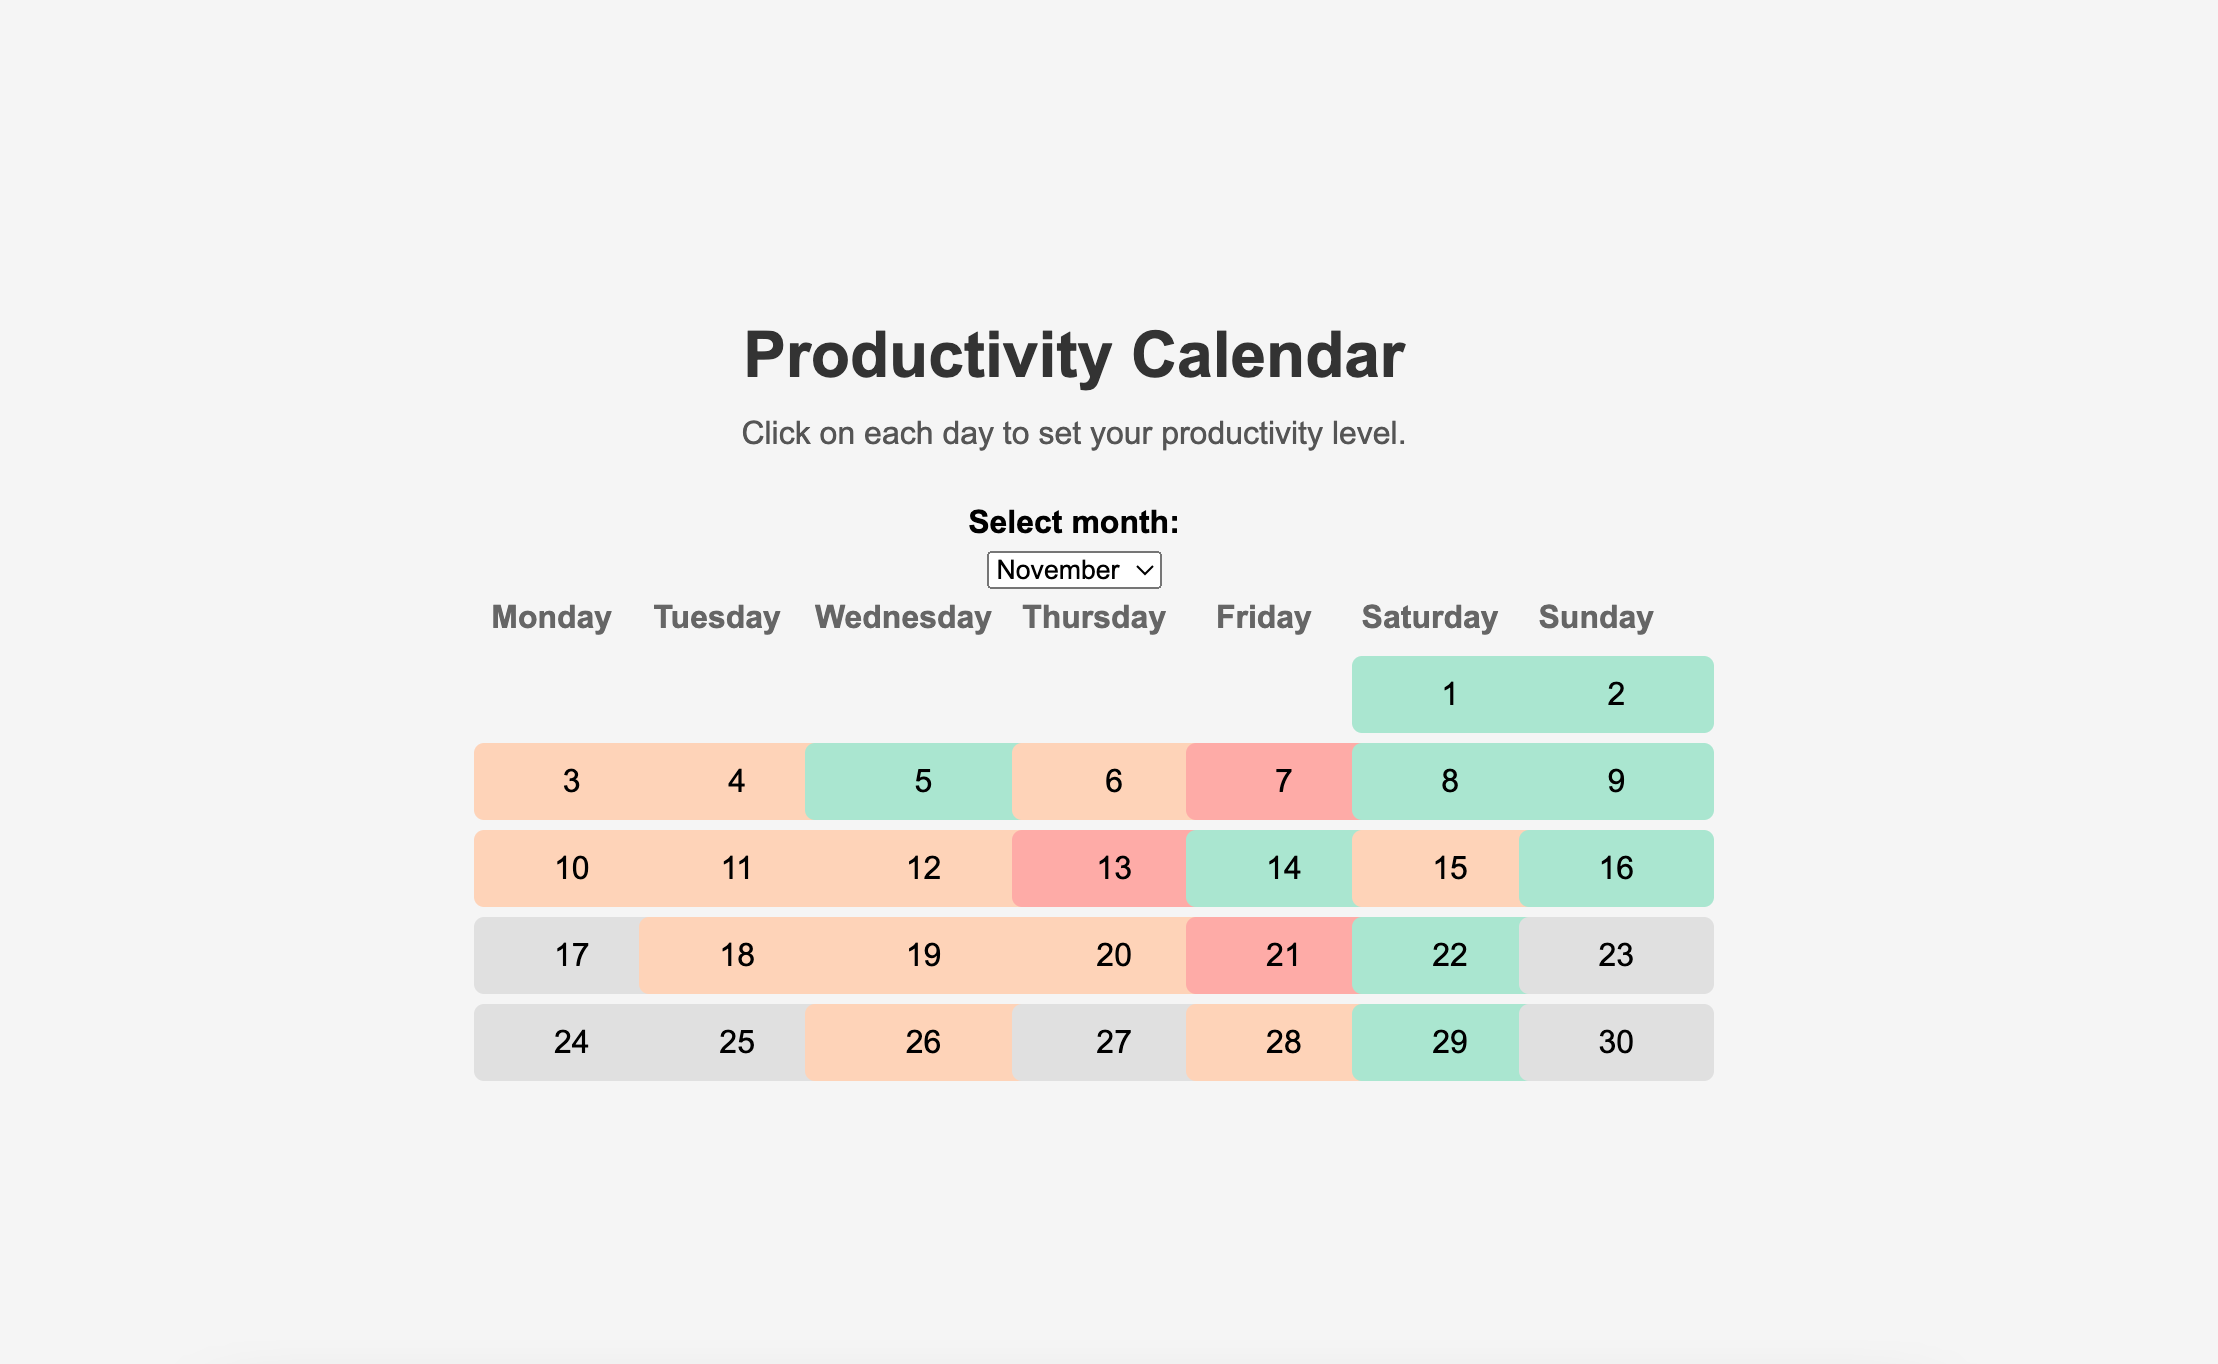 Productivity Calendar
Click on each day to set your productivity level.
Select month:
November
Monday Tuesday Wednesday Thursday Friday Saturday Sunday
1 2
3 4 5 6 7 8 9
10 11 12 13 14 15 16
17 18 19 20 21 22 23
24 25 26 27 28 29 30